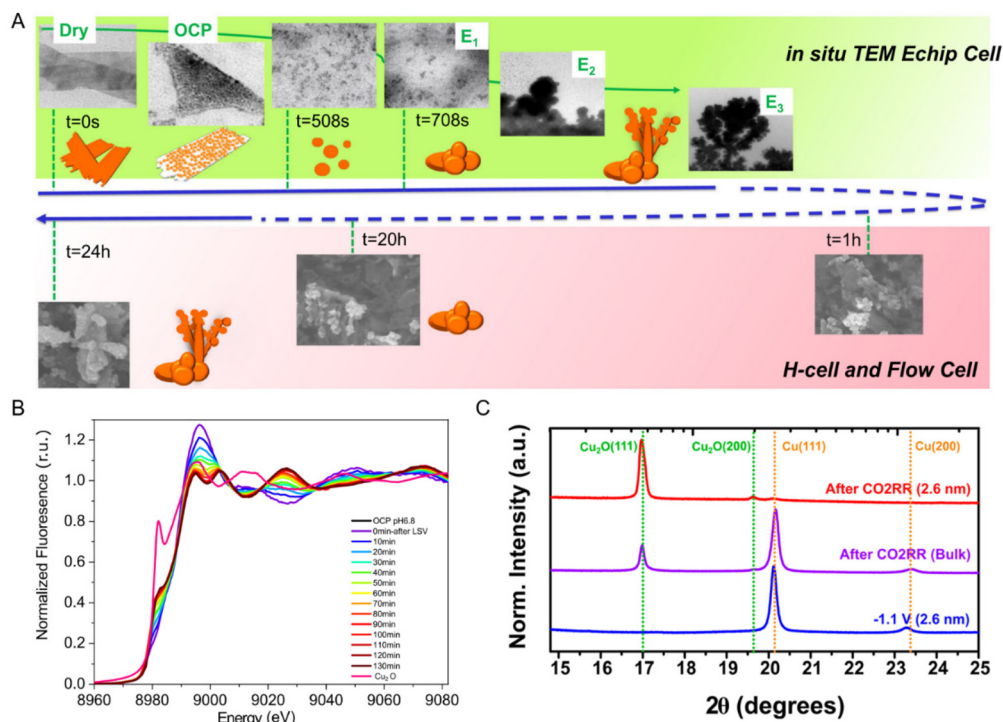 A
Dry
OCP
E₁
E₂
E₃
in situ TEM Echip Cell
t=0s
t=508s
t=708s
t=24h
t=20h
t=1h
H-cell and Flow Cell
B
Normalized Fluoresence (r.u.)
1.2
1.0
0.8
0.6
0.4
0.2
0.0
OCP pH6.8
0min-after LSV
10min
20min
30min
40min
50min
60min
70min
80min
90min
100min
110min
120min
130min
Cu₂ O
8960 8980 9000 9020 9040 9060 9080
Energy (eV)
C
Norm. Intensity (a.u.)
Cu₂O(111)
Cu₂O(200)
Cu(111)
Cu(200)
After CO2RR (2.6 nm)
After CO2RR (Bulk)
-1.1 V (2.6 nm)
15 16 17 18 19 20 21 22 23 24 25
2θ (degrees)